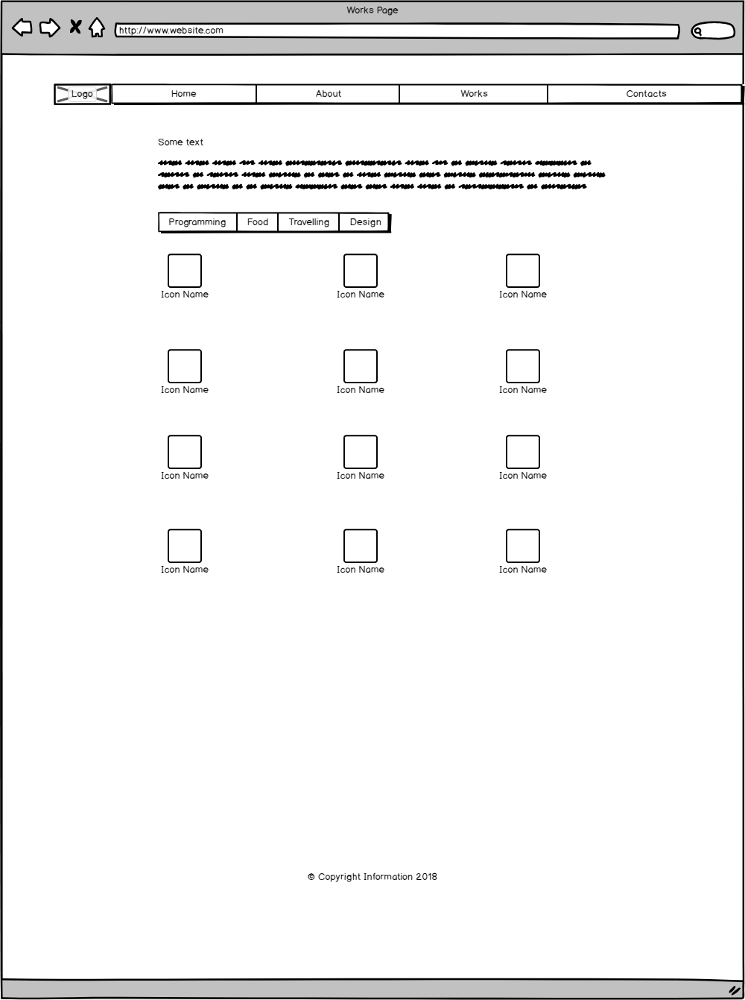 Works Page
http://www.website.com
Logo Home About Works Contacts
Some text
Programming Food Travelling Design
Icon Name Icon Name Icon Name
Icon Name Icon Name Icon Name
Icon Name Icon Name Icon Name
Icon Name Icon Name Icon Name
© Copyright Information 2018